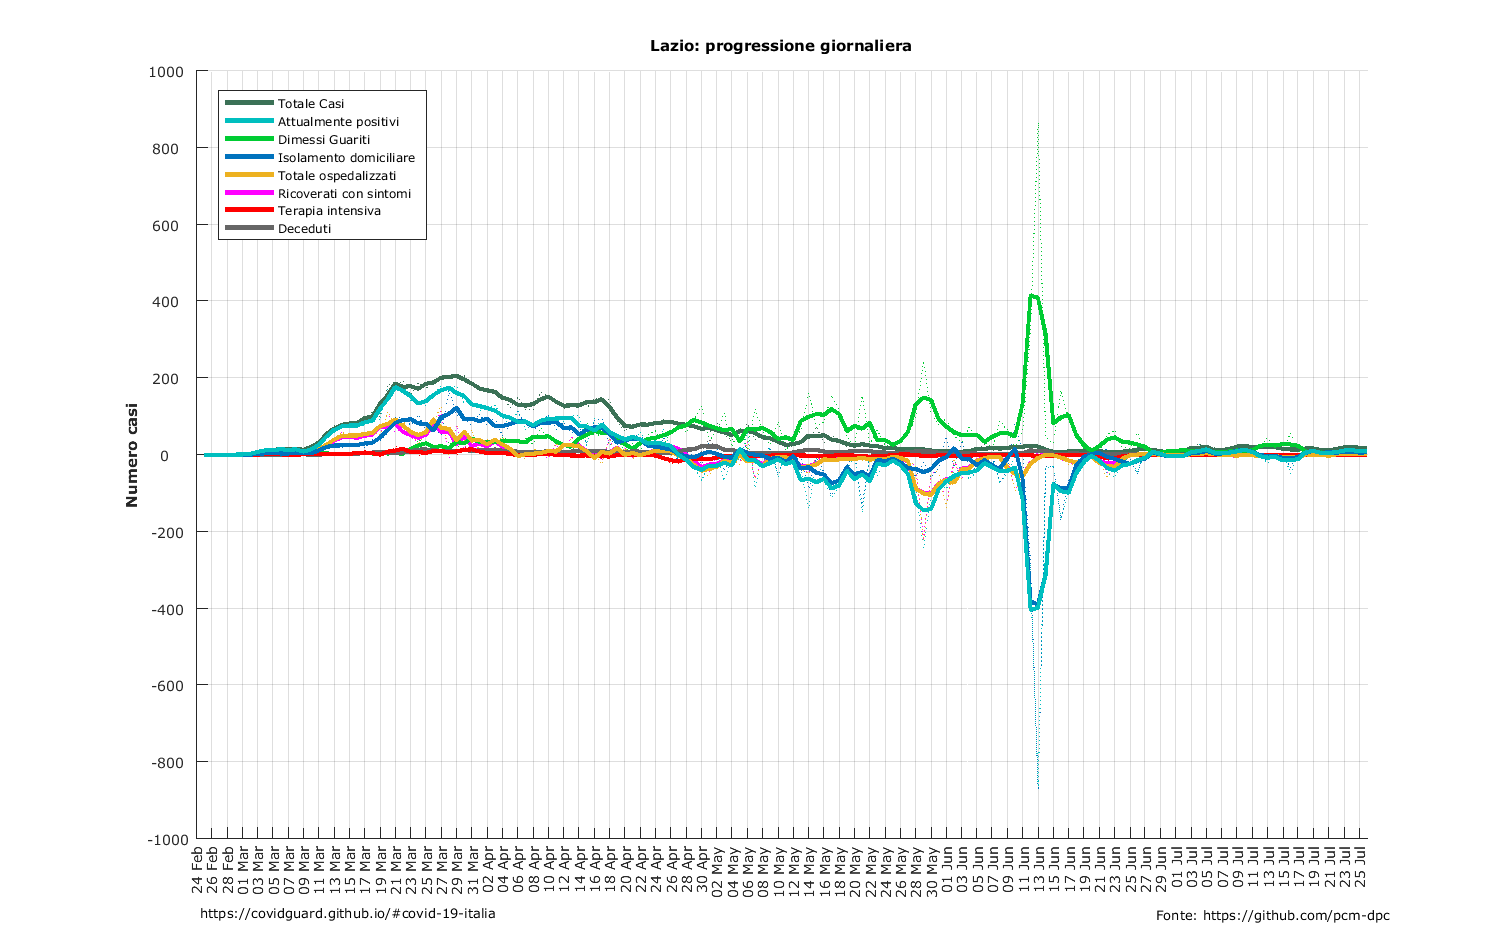 Lazio: progressione giornaliera
1000
800
600
400
200
0
-200
-400
-600
-800
-1000
Numero casi
Totale Casi
Attualmente positivi
Dimessi Guariti
Isolamento domiciliare
Totale ospedalizzati
Ricoverati con sintomi
Terapia intensiva
Deceduti
24 Feb
26 Feb
28 Feb
01 Mar
03 Mar
05 Mar
07 Mar
09 Mar
11 Mar
13 Mar
15 Mar
17 Mar
19 Mar
21 Mar
23 Mar
25 Mar
27 Mar
29 Mar
31 Mar
02 Apr
04 Apr
06 Apr
08 Apr
10 Apr
12 Apr
14 Apr
16 Apr
18 Apr
20 Apr
22 Apr
24 Apr
26 Apr
28 Apr
30 Apr
02 May
04 May
06 May
08 May
10 May
12 May
14 May
16 May
18 May
20 May
22 May
24 May
26 May
28 May
30 May
01 Jun
03 Jun
05 Jun
07 Jun
09 Jun
11 Jun
13 Jun
15 Jun
17 Jun
19 Jun
21 Jun
23 Jun
25 Jun
27 Jun
29 Jun
01 Jul
03 Jul
05 Jul
07 Jul
09 Jul
11 Jul
13 Jul
15 Jul
17 Jul
19 Jul
21 Jul
23 Jul
25 Jul
https://covidguard.github.io/#covid-19-italia
Fonte: https://github.com/pcm-dpc